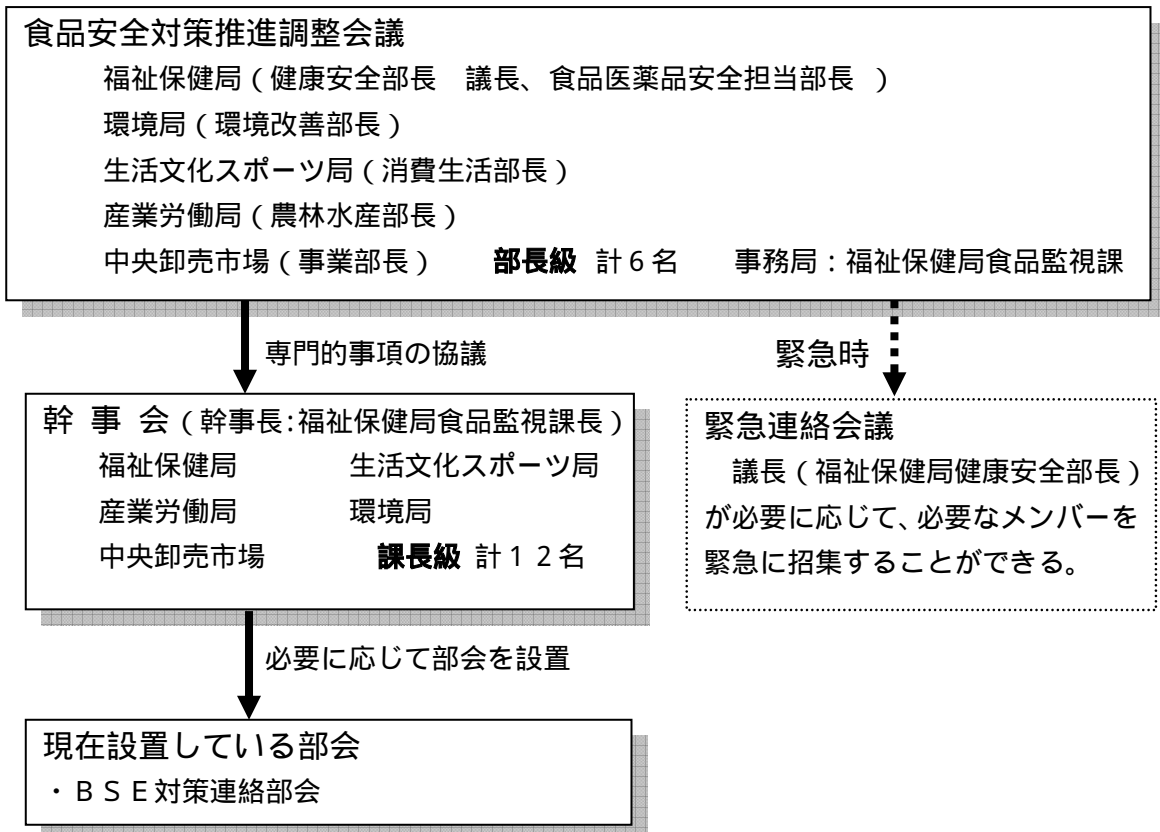 食品安全対策推進調整会議
福祉保健局（健康安全部長　議長、食品医薬品安全担当部長　）
環境局（環境改善部長）
生活文化スポーツ局（消費生活部長）
産業労働局（農林水産部長）
中央卸売市場（事業部長）　部長級 計６名　事務局：福祉保健局食品監視課
専門的事項の協議
緊急時
幹 事 会（幹事長:福祉保健局食品監視課長）
福祉保健局　生活文化スポーツ局
産業労働局　環境局
中央卸売市場　課長級 計１２名
緊急連絡会議
議長（福祉保健局健康安全部長）
が必要に応じて、必要なメンバーを
緊急に招集することができる。
必要に応じて部会を設置
現在設置している部会
・ＢＳＥ対策連絡部会